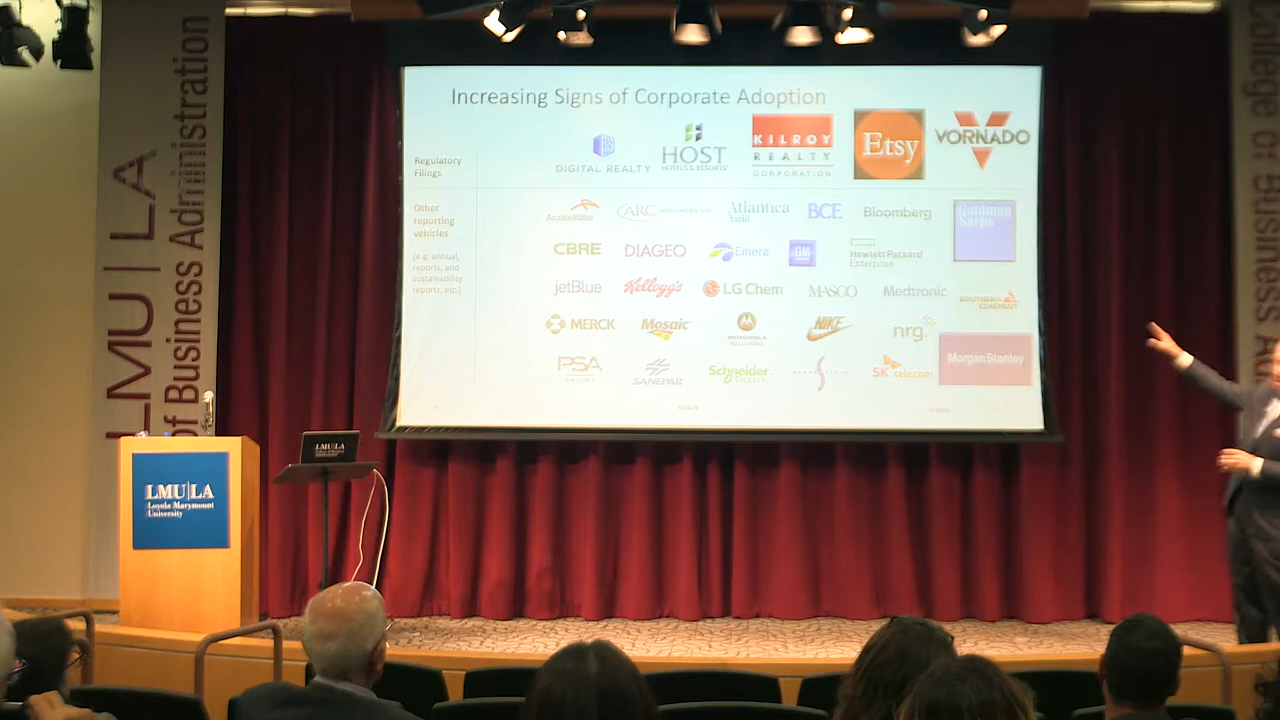 LMU | LA
of Business Administration
College of Business Ad
Increasing Signs of Corporate Adoption
Regulatory
Filings
DIGITAL REALTY
HOST
HOTELS & RESORTS
KILROY
REALTY
CORPORATION
Etsy
VORNADO
Other
reporting
vehicles
(e.g. annual,
reports, and
sustainability
reports, etc.)
ArcelorMittal
ARC RESOURCES LTD
Atlantica
Yield
BCE
Bloomberg
Goldman
Sachs
CBRE
DIAGEO
Emera
GM
Hewlett Packard
Enterprise
jetBlue
Kellogg's
LG Chem
MASCO
Medtronic
SOUTHERN
COMPANY
MERCK
Mosaic
MOTOROLA
SOLUTIONS
NIKE
nrg
Morgan Stanley
PSA
GROUPE
SANEPAR
Schneider
Electric
SK telecom
LMU|LA
LMU|LA
Loyola Marymount
University